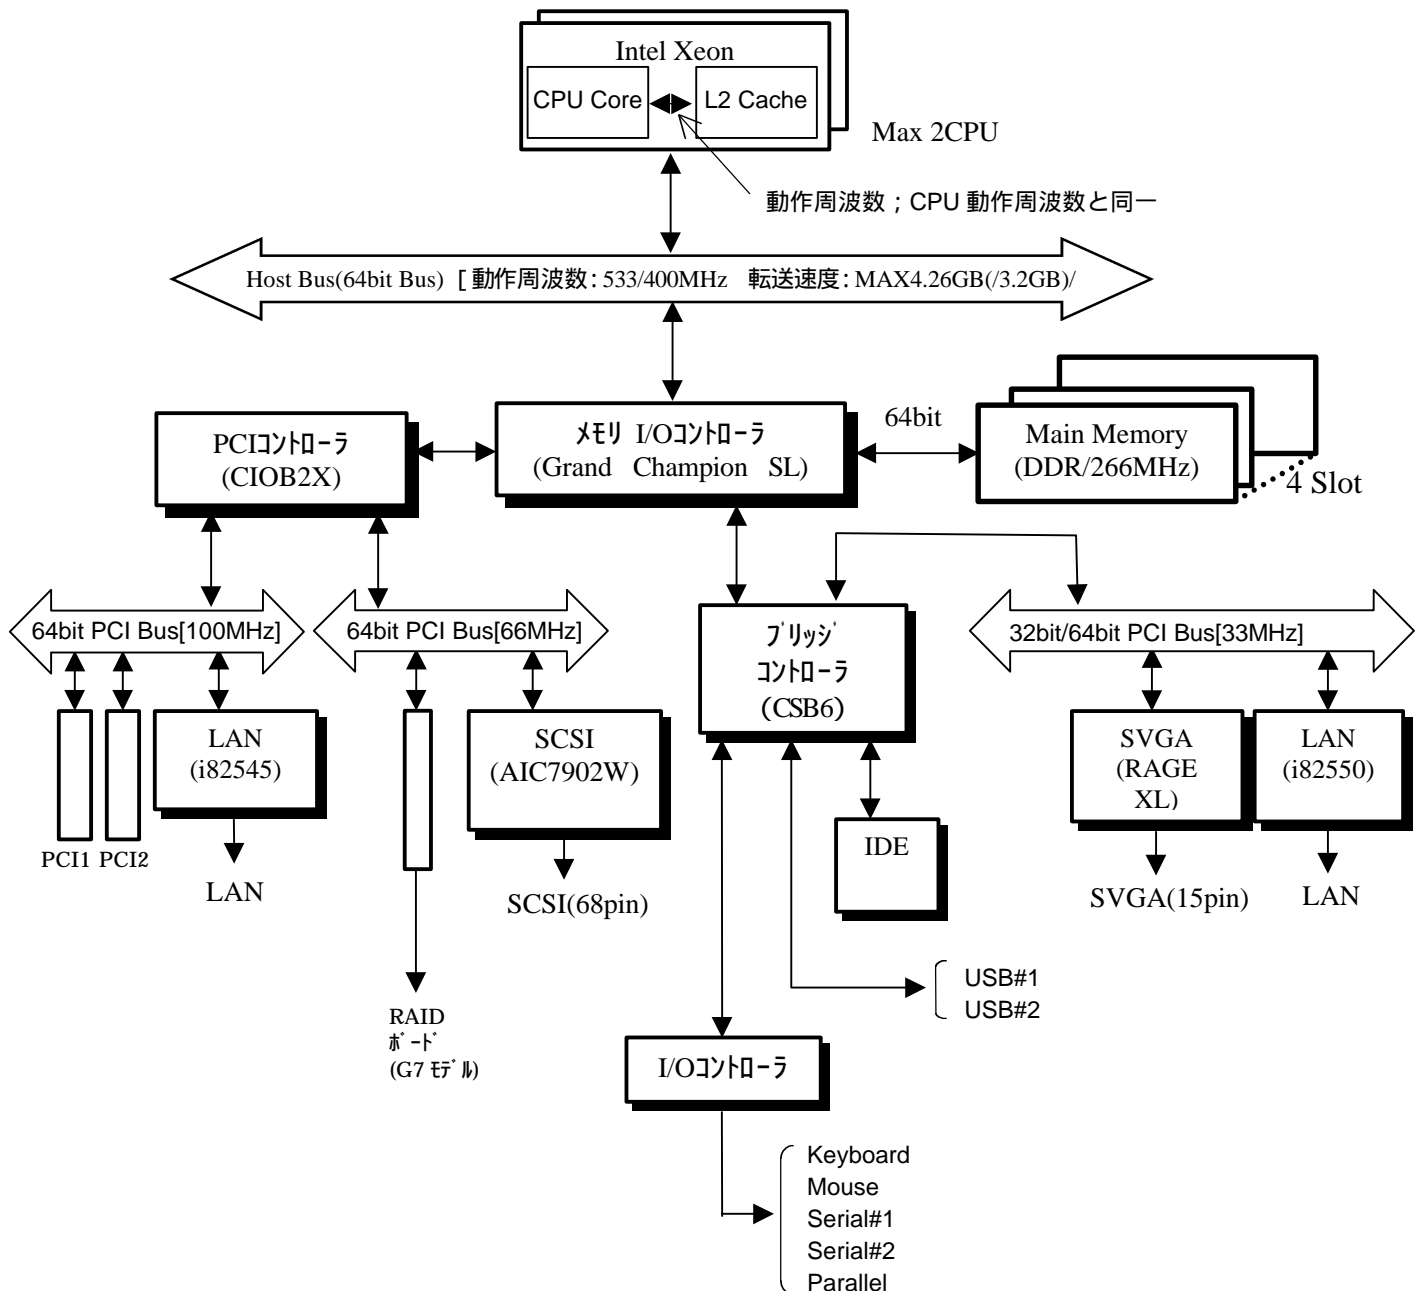 Intel Xeon
CPU Core
L2 Cache
Max 2CPU
動作周波数；CPU 動作周波数と同一
Host Bus(64bit Bus) [ 動作周波数：533/400MHz 転送速度：MAX4.26GB(/3.2GB)/
PCIｺﾝﾄﾛｰﾗ
(CIOB2X)
ﾒﾓﾘ I/Oｺﾝﾄﾛｰﾗ
(Grand Champion SL)
64bit
Main Memory
(DDR/266MHz)
4 Slot
64bit PCI Bus[100MHz]
64bit PCI Bus[66MHz]
ﾌﾞﾘｯｼﾞ
ｺﾝﾄﾛｰﾗ
(CSB6)
32bit/64bit PCI Bus[33MHz]
LAN
(i82545)
SCSI
(AIC7902W)
SVGA
(RAGE
XL)
LAN
(i82550)
PCI1 PCI2
IDE
LAN
SCSI(68pin)
SVGA(15pin)
LAN
USB#1
USB#2
RAID
ﾎﾞｰﾄﾞ
(G7 ﾓﾃﾞﾙ)
I/Oｺﾝﾄﾛｰﾗ
Keyboard
Mouse
Serial#1
Serial#2
Parallel